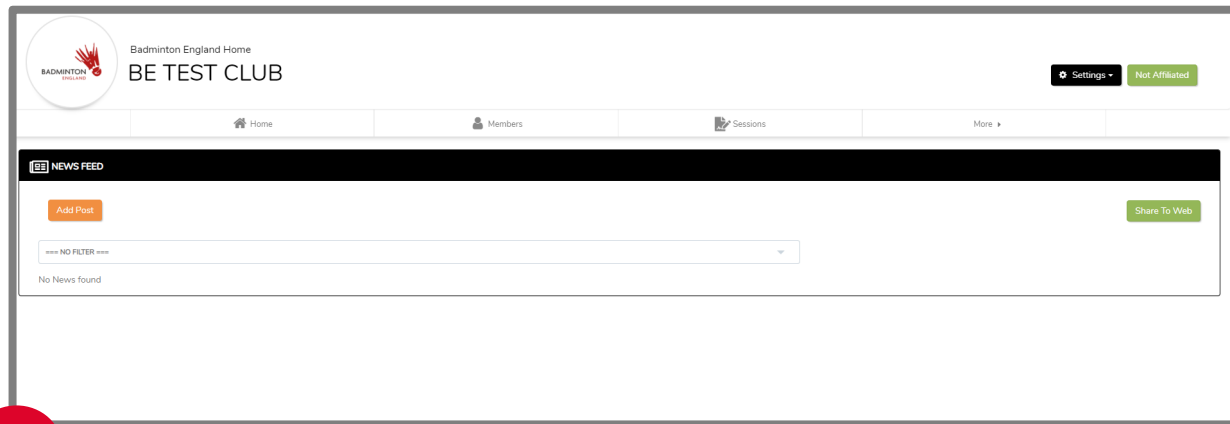 BADMINTON
ENGLAND
Badminton England Home
BE TEST CLUB
Settings
Not Affiliated
Home
Members
Sessions
More
NEWS FEED
Add Post
Share To Web
=== NO FILTER ===
No News found